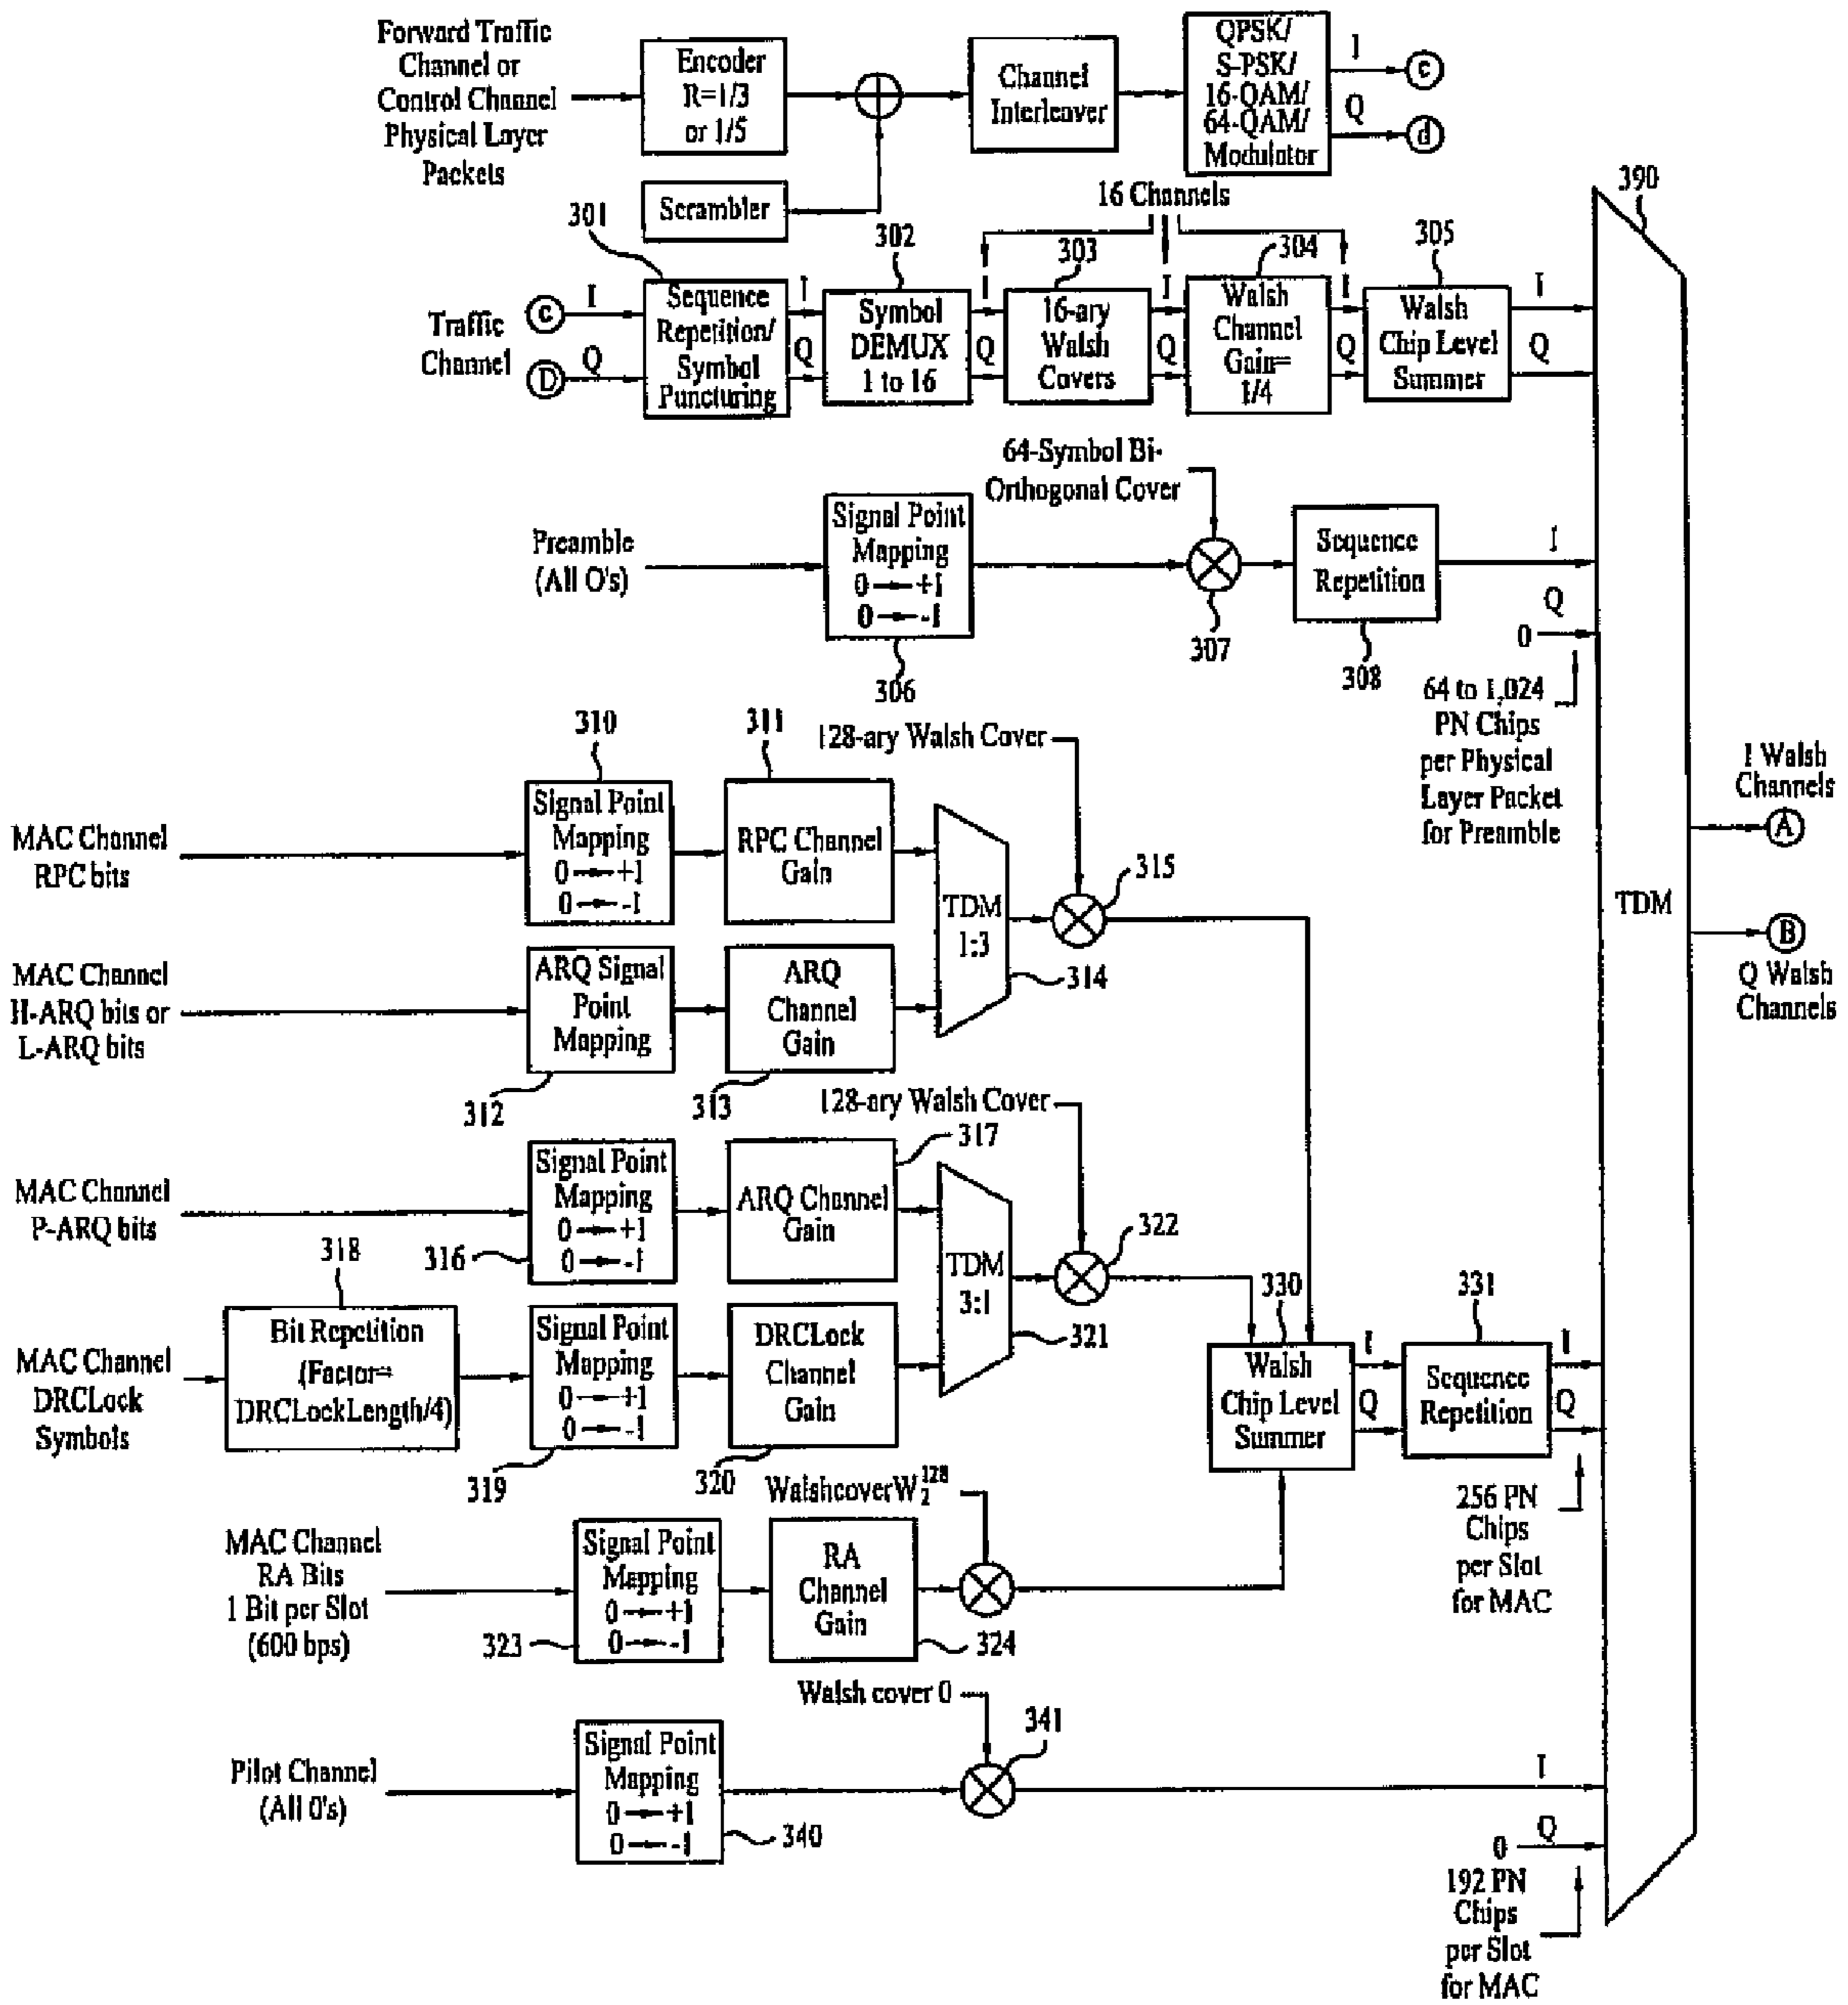 Forward Traffic
Channel or
Control Channel
Physical Layer
Packets
Encoder
R=1/3
or 1/5
Channel
Interleaver
QPSK/
S-PSK/
16-QAM/
64-QAM/
Modulator
I
c
Q
d
Scrambler
16 Channels
390
301
302
303
304
305
Traffic
Channel
c
I
D
Q
Sequence
Repetition/
Symbol
Puncturing
I
Q
Symbol
DEMUX
1 to 16
I
Q
16-ary
Walsh
Covers
I
Q
Walsh
Channel
Gain=
1/4
I
Q
Walsh
Chip Level
Summer
I
Q
64-Symbol Bi-
Orthogonal Cover
Preamble
(All O's)
Signal Point
Mapping
0 → +1
0 → -1
306
307
Sequence
Repetition
308
I
Q
0
64 to 1,024
PN Chips
per Physical
Layer Packet
for Preamble
310
311
128-ary Walsh Cover
MAC Channel
RPC bits
Signal Point
Mapping
0 → +1
0 → -1
RPC Channel
Gain
TDM
1:3
315
314
MAC Channel
H-ARQ bits or
L-ARQ bits
ARQ Signal
Point
Mapping
312
ARQ
Channel
Gain
313
TDM
I Walsh
Channels
A
B
Q Walsh
Channels
128-ary Walsh Cover
317
MAC Channel
P-ARQ bits
Signal Point
Mapping
0 → +1
0 → -1
316
ARQ Channel
Gain
TDM
3:1
322
321
318
MAC Channel
DRCLock
Symbols
Bit Repetition
(Factor=
DRCLockLength/4)
Signal Point
Mapping
0 → +1
0 → -1
319
DRCLock
Channel
Gain
320
330
Walsh
Chip Level
Summer
I
Q
331
Sequence
Repetition
I
Q
256 PN
Chips
per Slot
for MAC
WalshcoverW₂¹²⁸
MAC Channel
RA Bits
1 Bit per Slot
(600 bps)
Signal Point
Mapping
0 → +1
0 → -1
323
RA
Channel
Gain
324
Walsh cover 0
341
Pilot Channel
(All 0's)
Signal Point
Mapping
0 → +1
0 → -1
340
I
Q
0
192 PN
Chips
per Slot
for MAC